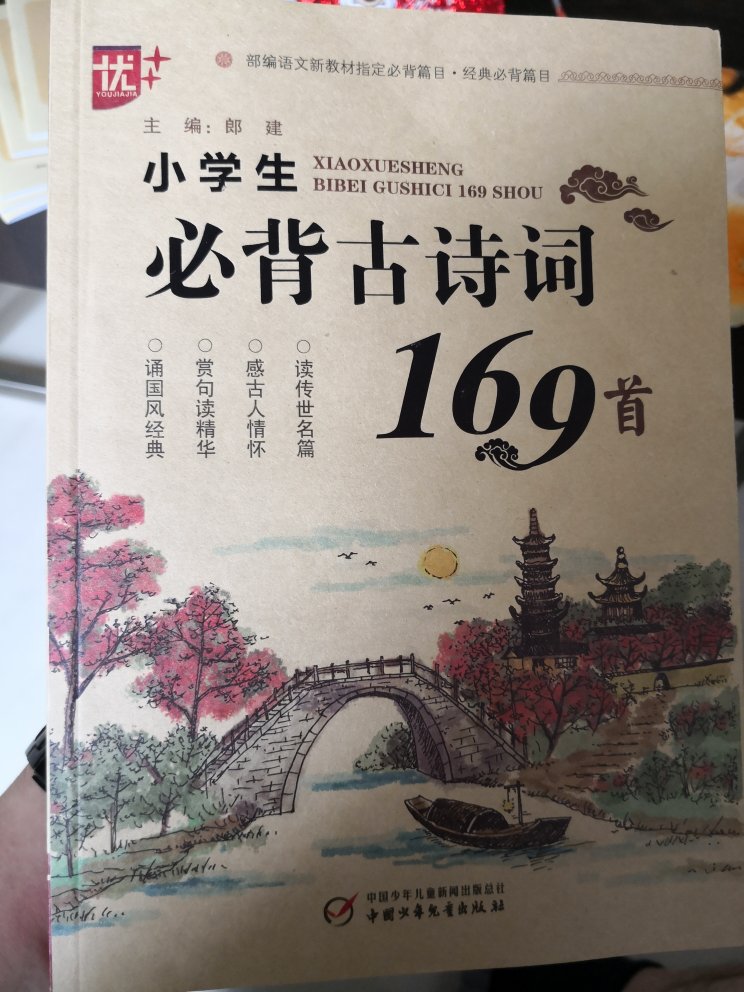 优
YOUJIAJIA
部编语文新教材指定必背篇目·经典必背篇目
主 编：郎 建
小学生
XIAOXUESHENG
BIBEI GUSHICI 169 SHOU
必背古诗词
169首
○读传世名篇
○感古人情怀
○赏句读精华
○诵国风经典
中国少年儿童新闻出版总社
中国少年儿童出版社